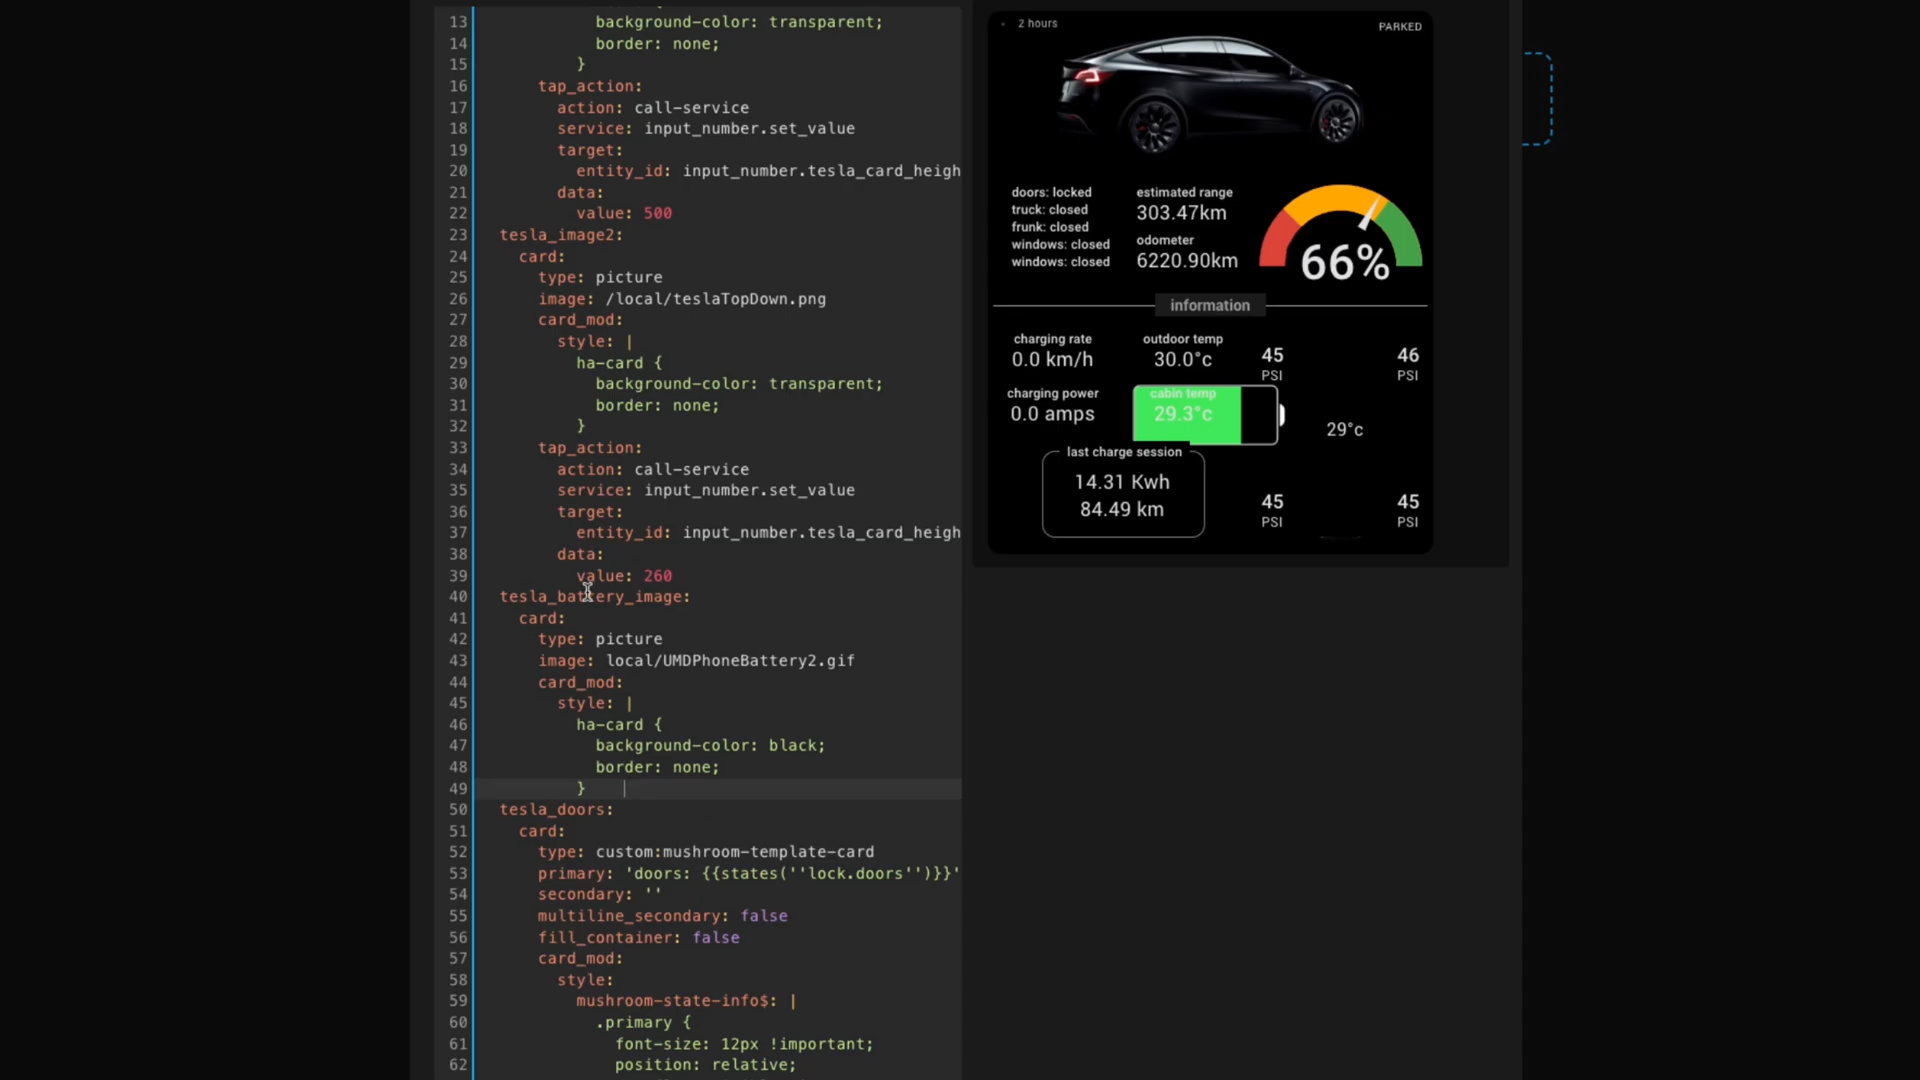 13 background-color: transparent;
14 border: none;
15 }
16 tap_action:
17 action: call-service
18 service: input_number.set_value
19 target:
20 entity_id: input_number.tesla_card_heigh
21 data:
22 value: 500
23 tesla_image2:
24 card:
25 type: picture
26 image: /local/teslaTopDown.png
27 card_mod:
28 style: |
29 ha-card {
30 background-color: transparent;
31 border: none;
32 }
33 tap_action:
34 action: call-service
35 service: input_number.set_value
36 target:
37 entity_id: input_number.tesla_card_heigh
38 data:
39 value: 260
40 tesla_battery_image:
41 card:
42 type: picture
43 image: local/UMDPhoneBattery2.gif
44 card_mod:
45 style: |
46 ha-card {
47 background-color: black;
48 border: none;
49 }
50 tesla_doors:
51 card:
52 type: custom:mushroom-template-card
53 primary: 'doors: {{states(''lock.doors'')}}'
54 secondary: ''
55 multiline_secondary: false
56 fill_container: false
57 card_mod:
58 style:
59 mushroom-state-info$: |
60 .primary {
61 font-size: 12px !important;
62 position: relative;
2 hours
PARKED
doors: locked
truck: closed
frunk: closed
windows: closed
windows: closed
estimated range
303.47km
odometer
6220.90km
66%
information
charging rate
0.0 km/h
outdoor temp
30.0°c
45
PSI
46
PSI
charging power
0.0 amps
cabin temp
29.3°c
29°c
last charge session
14.31 Kwh
84.49 km
45
PSI
45
PSI